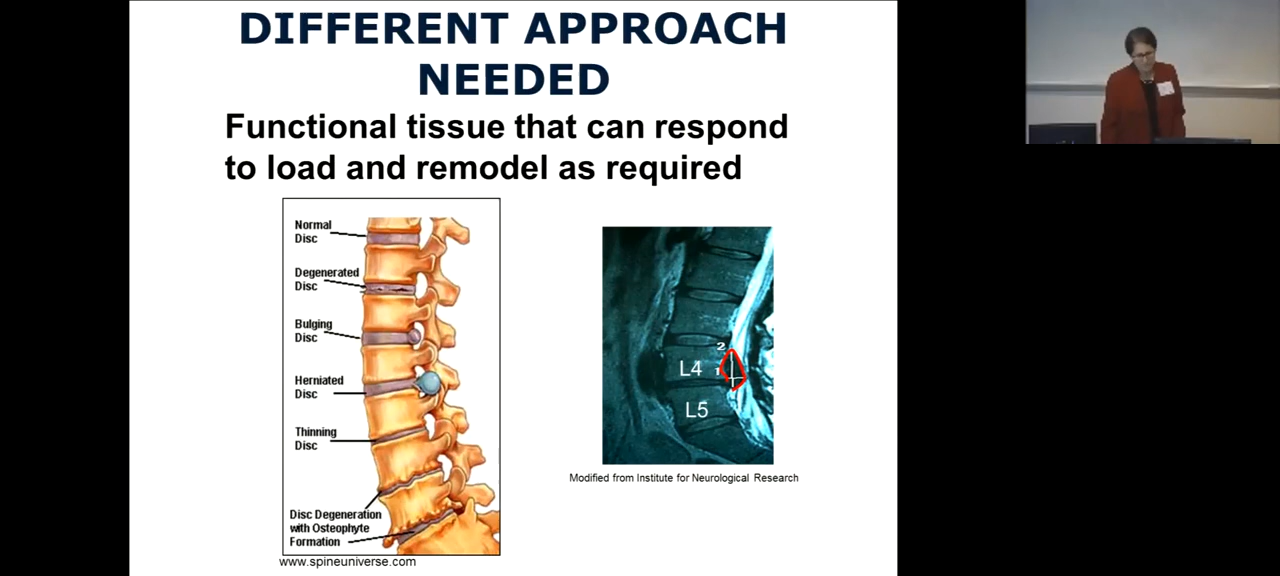 DIFFERENT APPROACH
NEEDED
Functional tissue that can respond
to load and remodel as required
Normal
Disc
Degenerated
Disc
Bulging
Disc
Herniated
Disc
Thinning
Disc
Disc Degeneration
with Osteophyte
Formation
www.spineuniverse.com
2
L4 1
L5
Modified from Institute for Neurological Research